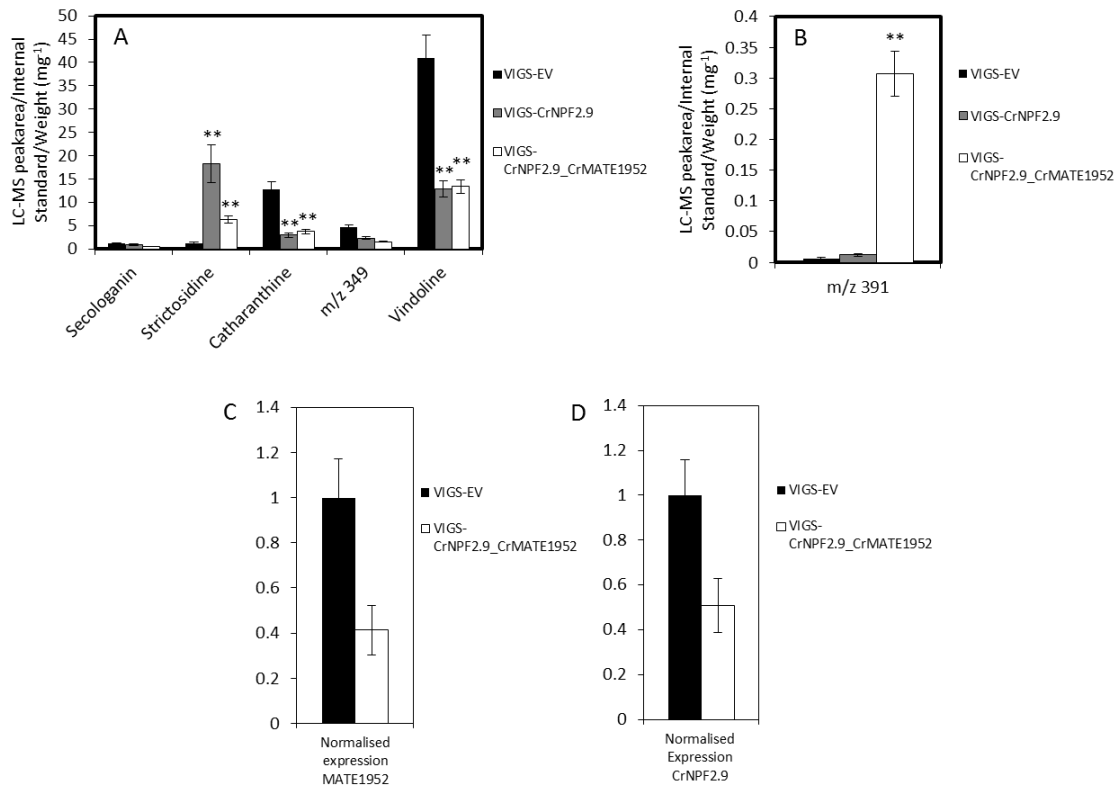 A
LC-MS peakarea/Internal
Standard/Weight (mg-1)
50
45
40
35
30
25
20
15
10
5
0
**
**
**
**
**
**
Secologanin
Strictosidine
Catharanthine
m/z 349
Vindoline
VIGS-EV
VIGS-CrNPF2.9
VIGS-
CrNPF2.9_CrMATE1952
B
LC-MS peakarea/Internal
Standard/Weight (mg-1)
0.4
0.35
0.3
0.25
0.2
0.15
0.1
0.05
0
**
m/z 391
VIGS-EV
VIGS-CrNPF2.9
VIGS-
CrNPF2.9_CrMATE1952
C
1.4
1.2
1
0.8
0.6
0.4
0.2
0
Normalised
expression
MATE1952
VIGS-EV
VIGS-
CrNPF2.9_CrMATE1952
D
1.4
1.2
1
0.8
0.6
0.4
0.2
0
Normalised
Expression
CrNPF2.9
VIGS-EV
VIGS-
CrNPF2.9_CrMATE1952